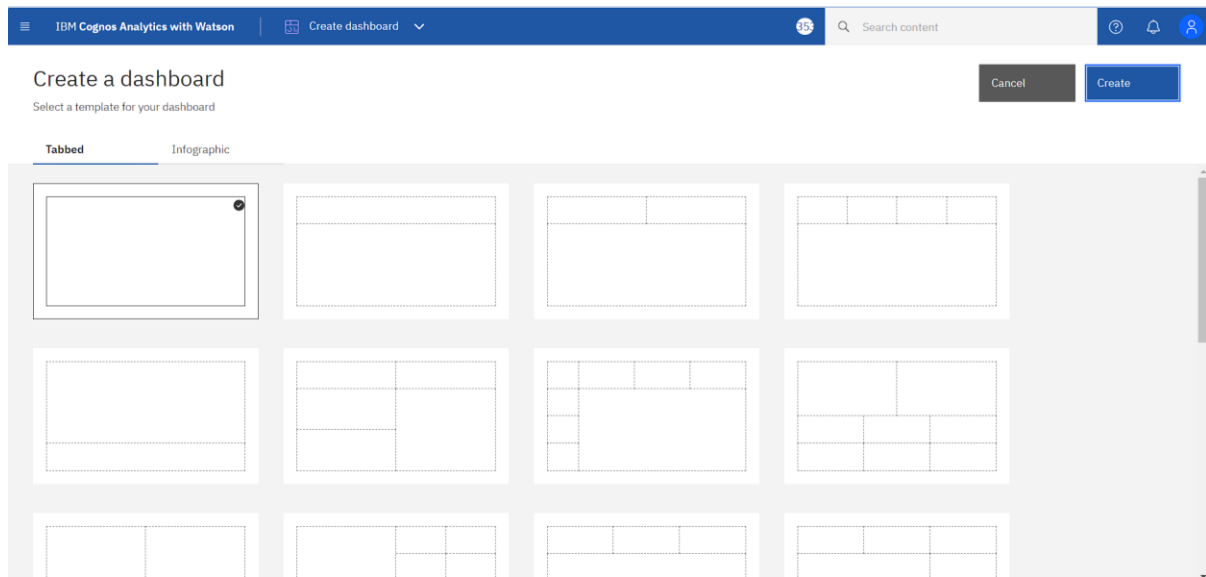 IBM Cognos Analytics with Watson
Create dashboard
353
Search content
Create a dashboard
Select a template for your dashboard
Cancel
Create
Tabbed
Infographic